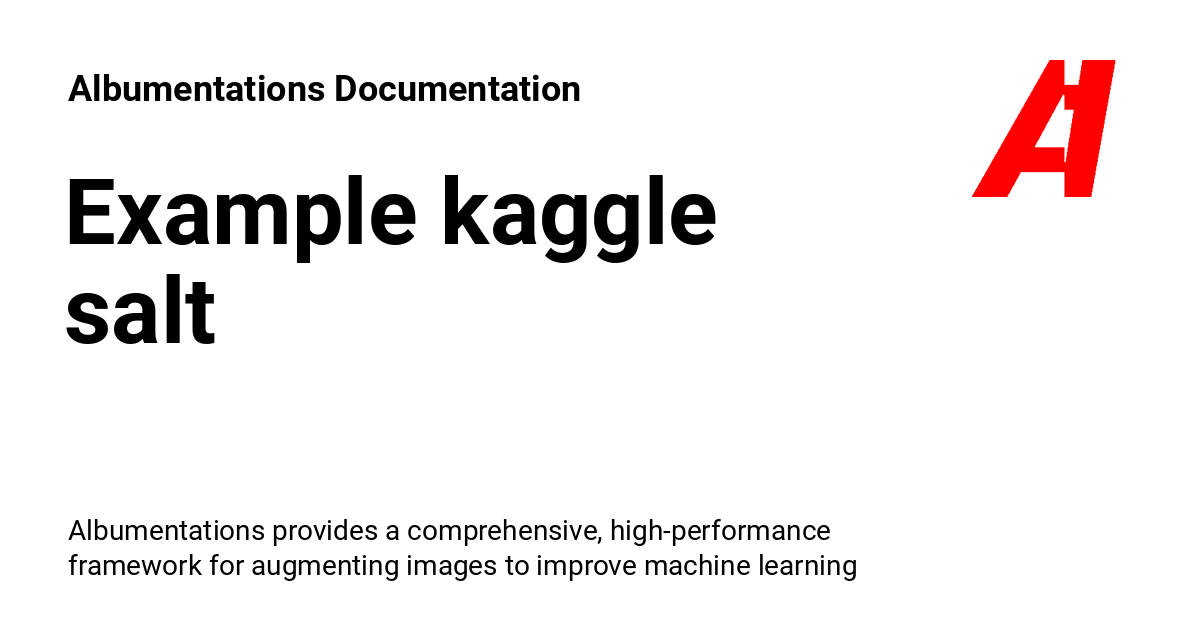 Albumentations Documentation
Example kaggle
salt
Albumentations provides a comprehensive, high-performance
framework for augmenting images to improve machine learning